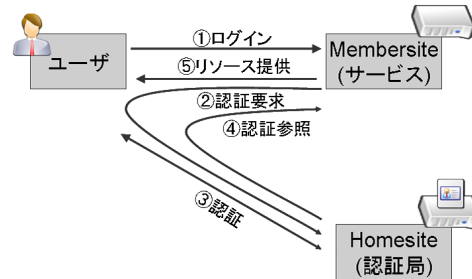 ①ログイン
Membersite
(サービス)
ユーザ
⑤リソース提供
②認証要求
④認証参照
③認証
Homesite
(認証局)